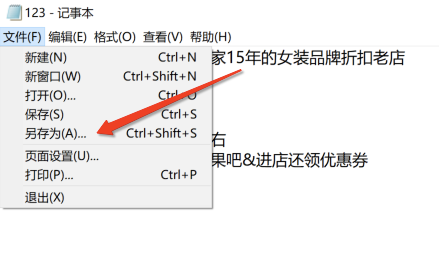 123 - 记事本
文件(F) 编辑(E) 格式(O) 查看(V) 帮助(H)
新建(N) Ctrl+N
家15年的女装品牌折扣老店
新窗口(W) Ctrl+Shift+N
打开(O)... Ctrl+O
保存(S) Ctrl+S
另存为(A)... Ctrl+Shift+S
右
页面设置(U)...
果吧&进店还领优惠券
打印(P)... Ctrl+P
退出(X)